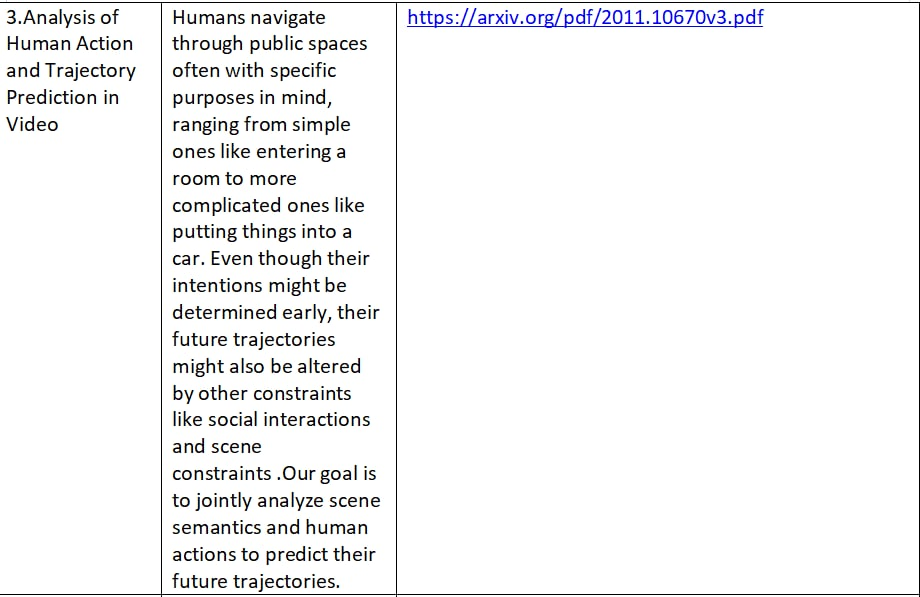 3.Analysis of
Human Action
and Trajectory
Prediction in
Video
Humans navigate
through public spaces
often with specific
purposes in mind,
ranging from simple
ones like entering a
room to more
complicated ones like
putting things into a
car. Even though their
intentions might be
determined early, their
future trajectories
might also be altered
by other constraints
like social interactions
and scene
constraints .Our goal is
to jointly analyze scene
semantics and human
actions to predict their
future trajectories.
https://arxiv.org/pdf/2011.10670v3.pdf